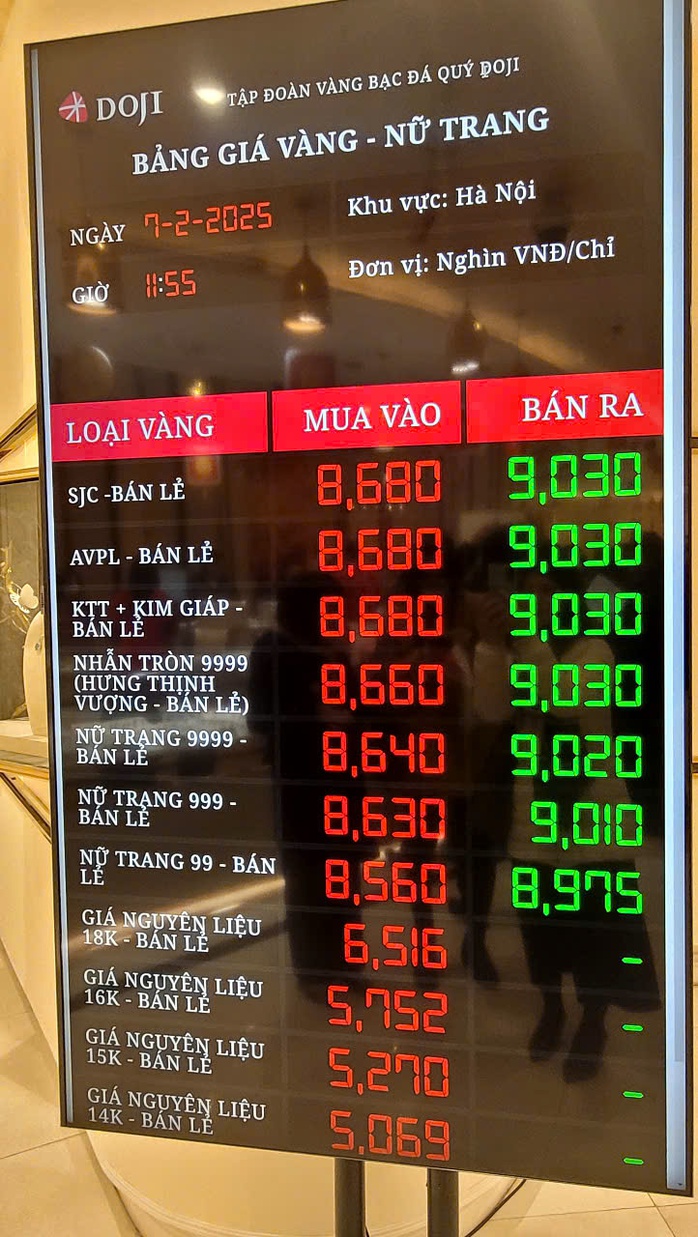 DOJI
TẬP ĐOÀN VÀNG BẠC ĐÁ QUÝ DOJI
BẢNG GIÁ VÀNG - NỮ TRANG
NGÀY 7-2-2025 Khu vực: Hà Nội
GIỜ 11:55 Đơn vị: Nghìn VNĐ/Chỉ
LOẠI VÀNG MUA VÀO BÁN RA
SJC -BÁN LẺ 8,680 9,030
AVPL - BÁN LẺ 8,680 9,030
KTT + KIM GIÁP -
BÁN LẺ 8,680 9,030
NHẪN TRÒN 9999
(HƯNG THỊNH
VƯỢNG - BÁN LẺ) 8,660 9,030
NỮ TRANG 9999 -
BÁN LẺ 8,640 9,020
NỮ TRANG 999 -
BÁN LẺ 8,630 9,010
NỮ TRANG 99 - BÁN
LẺ 8,560 8,975
GIÁ NGUYÊN LIỆU
18K - BÁN LẺ 6,516 -
GIÁ NGUYÊN LIỆU
16K - BÁN LẺ 5,752 -
GIÁ NGUYÊN LIỆU
15K - BÁN LẺ 5,270 -
GIÁ NGUYÊN LIỆU
14K - BÁN LẺ 5,069 -